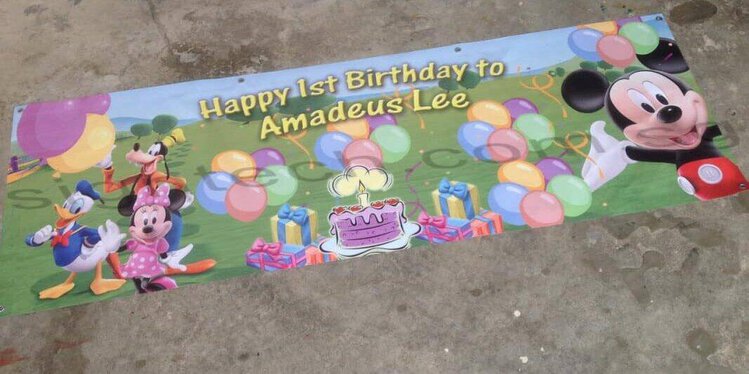 Happy 1st Birthday to
Amadeus Lee